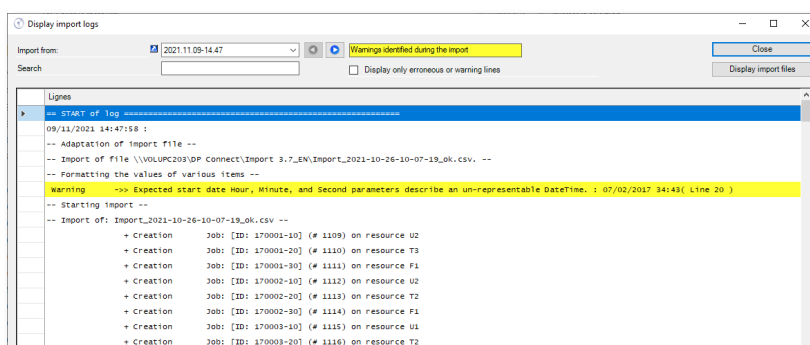 Display import logs
Import from: 2021.11.09-14.47 Warnings identified during the import Close
Search Display only erroneous or warning lines Display import files
Lignes
== START of log =========================================================
09/11/2021 14:47:58 :
-- Adaptation of import file --
-- Import of file \\VOLUPC203\DP Connect\Import 3.7_EN\Import_2021-10-26-10-07-19_ok.csv. --
-- Formatting the values of various items --
Warning ->> Expected start date Hour, Minute, and Second parameters describe an un-representable DateTime. : 07/02/2017 34:43( Line 20 )
-- Starting import --
-- Import of: Import_2021-10-26-10-07-19_ok.csv --
+ Creation Job: [ID: 170001-10] (# 1109) on resource U2
+ Creation Job: [ID: 170001-20] (# 1110) on resource T3
+ Creation Job: [ID: 170001-30] (# 1111) on resource F1
+ Creation Job: [ID: 170002-10] (# 1112) on resource U2
+ Creation Job: [ID: 170002-20] (# 1113) on resource T2
+ Creation Job: [ID: 170002-30] (# 1114) on resource F1
+ Creation Job: [ID: 170003-10] (# 1115) on resource U1
+ Creation Job: [ID: 170003-20] (# 1116) on resource T2